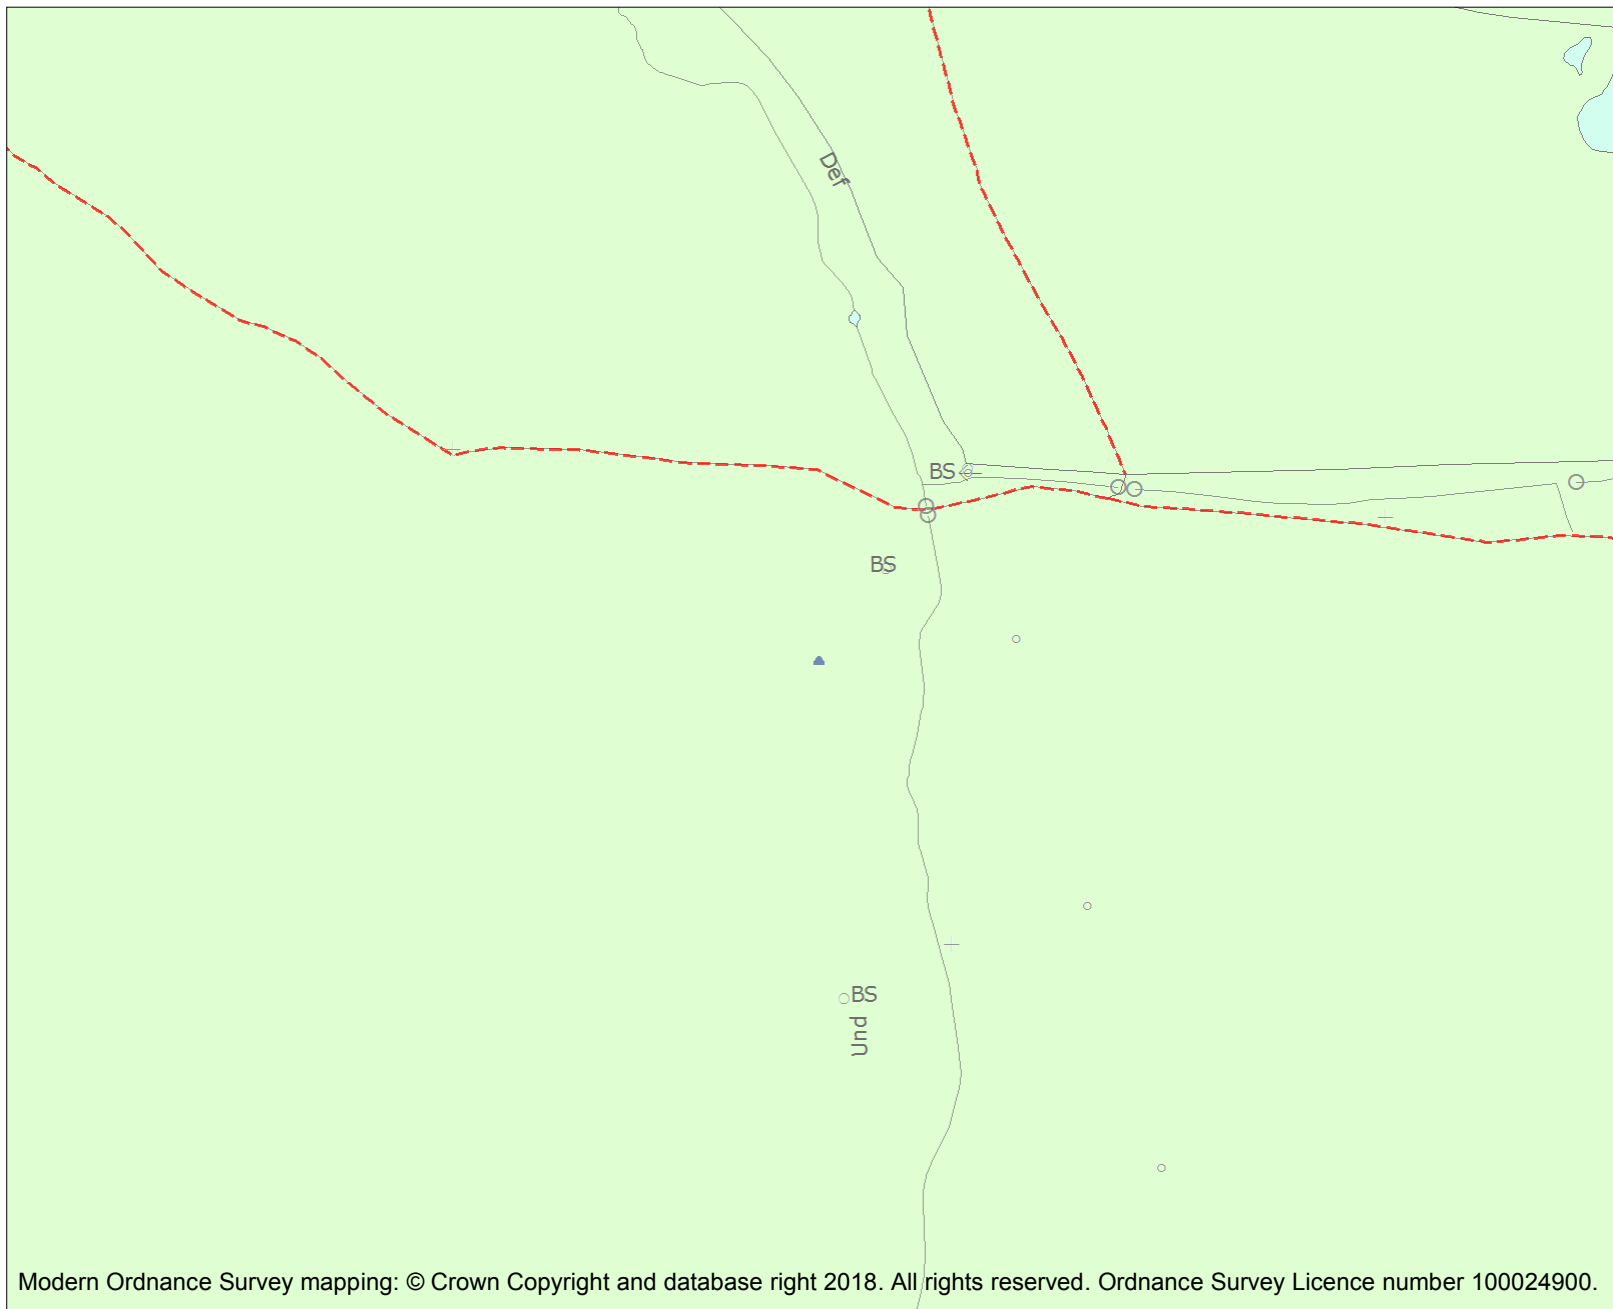 Def
BS
BS
BS
Und
Modern Ordnance Survey mapping: © Crown Copyright and database right 2018. All rights reserved. Ordnance Survey Licence number 100024900.